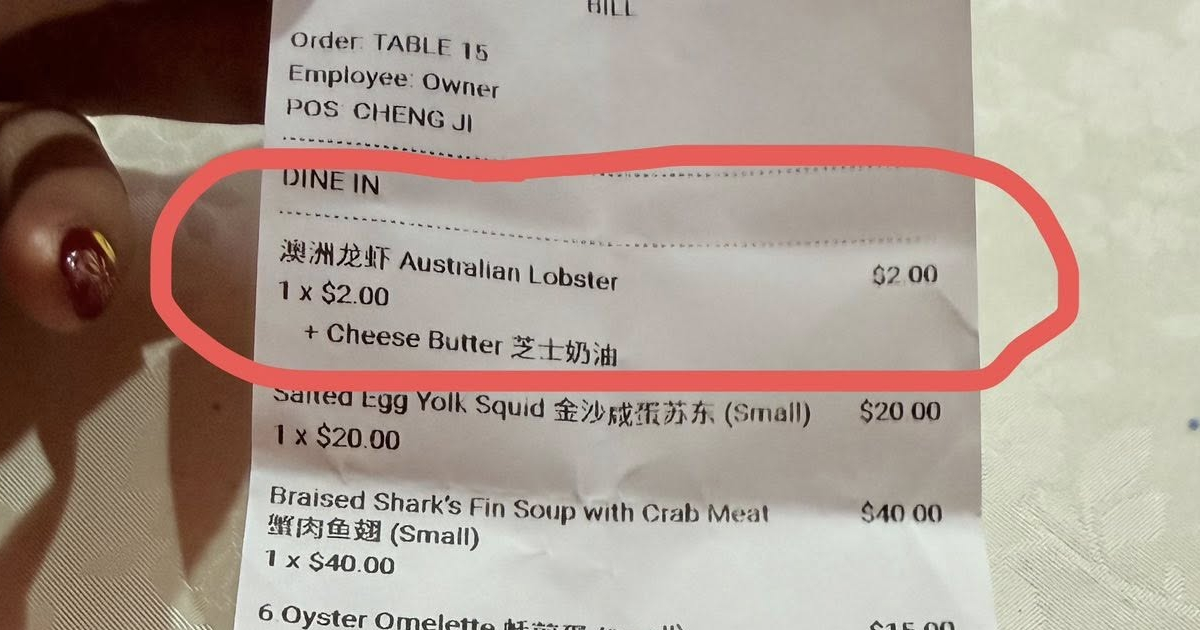 BILL
Order: TABLE 15
Employee: Owner
POS: CHENG JI
DINE IN
澳洲龙虾 Australian Lobster $2.00
1 x $2.00
+ Cheese Butter 芝士奶油
Salted Egg Yolk Squid 金沙咸蛋苏东 (Small) $20.00
1 x $20.00
Braised Shark's Fin Soup with Crab Meat $40.00
蟹肉鱼翅 (Small)
1 x $40.00
6 Oyster Omelette $15.00